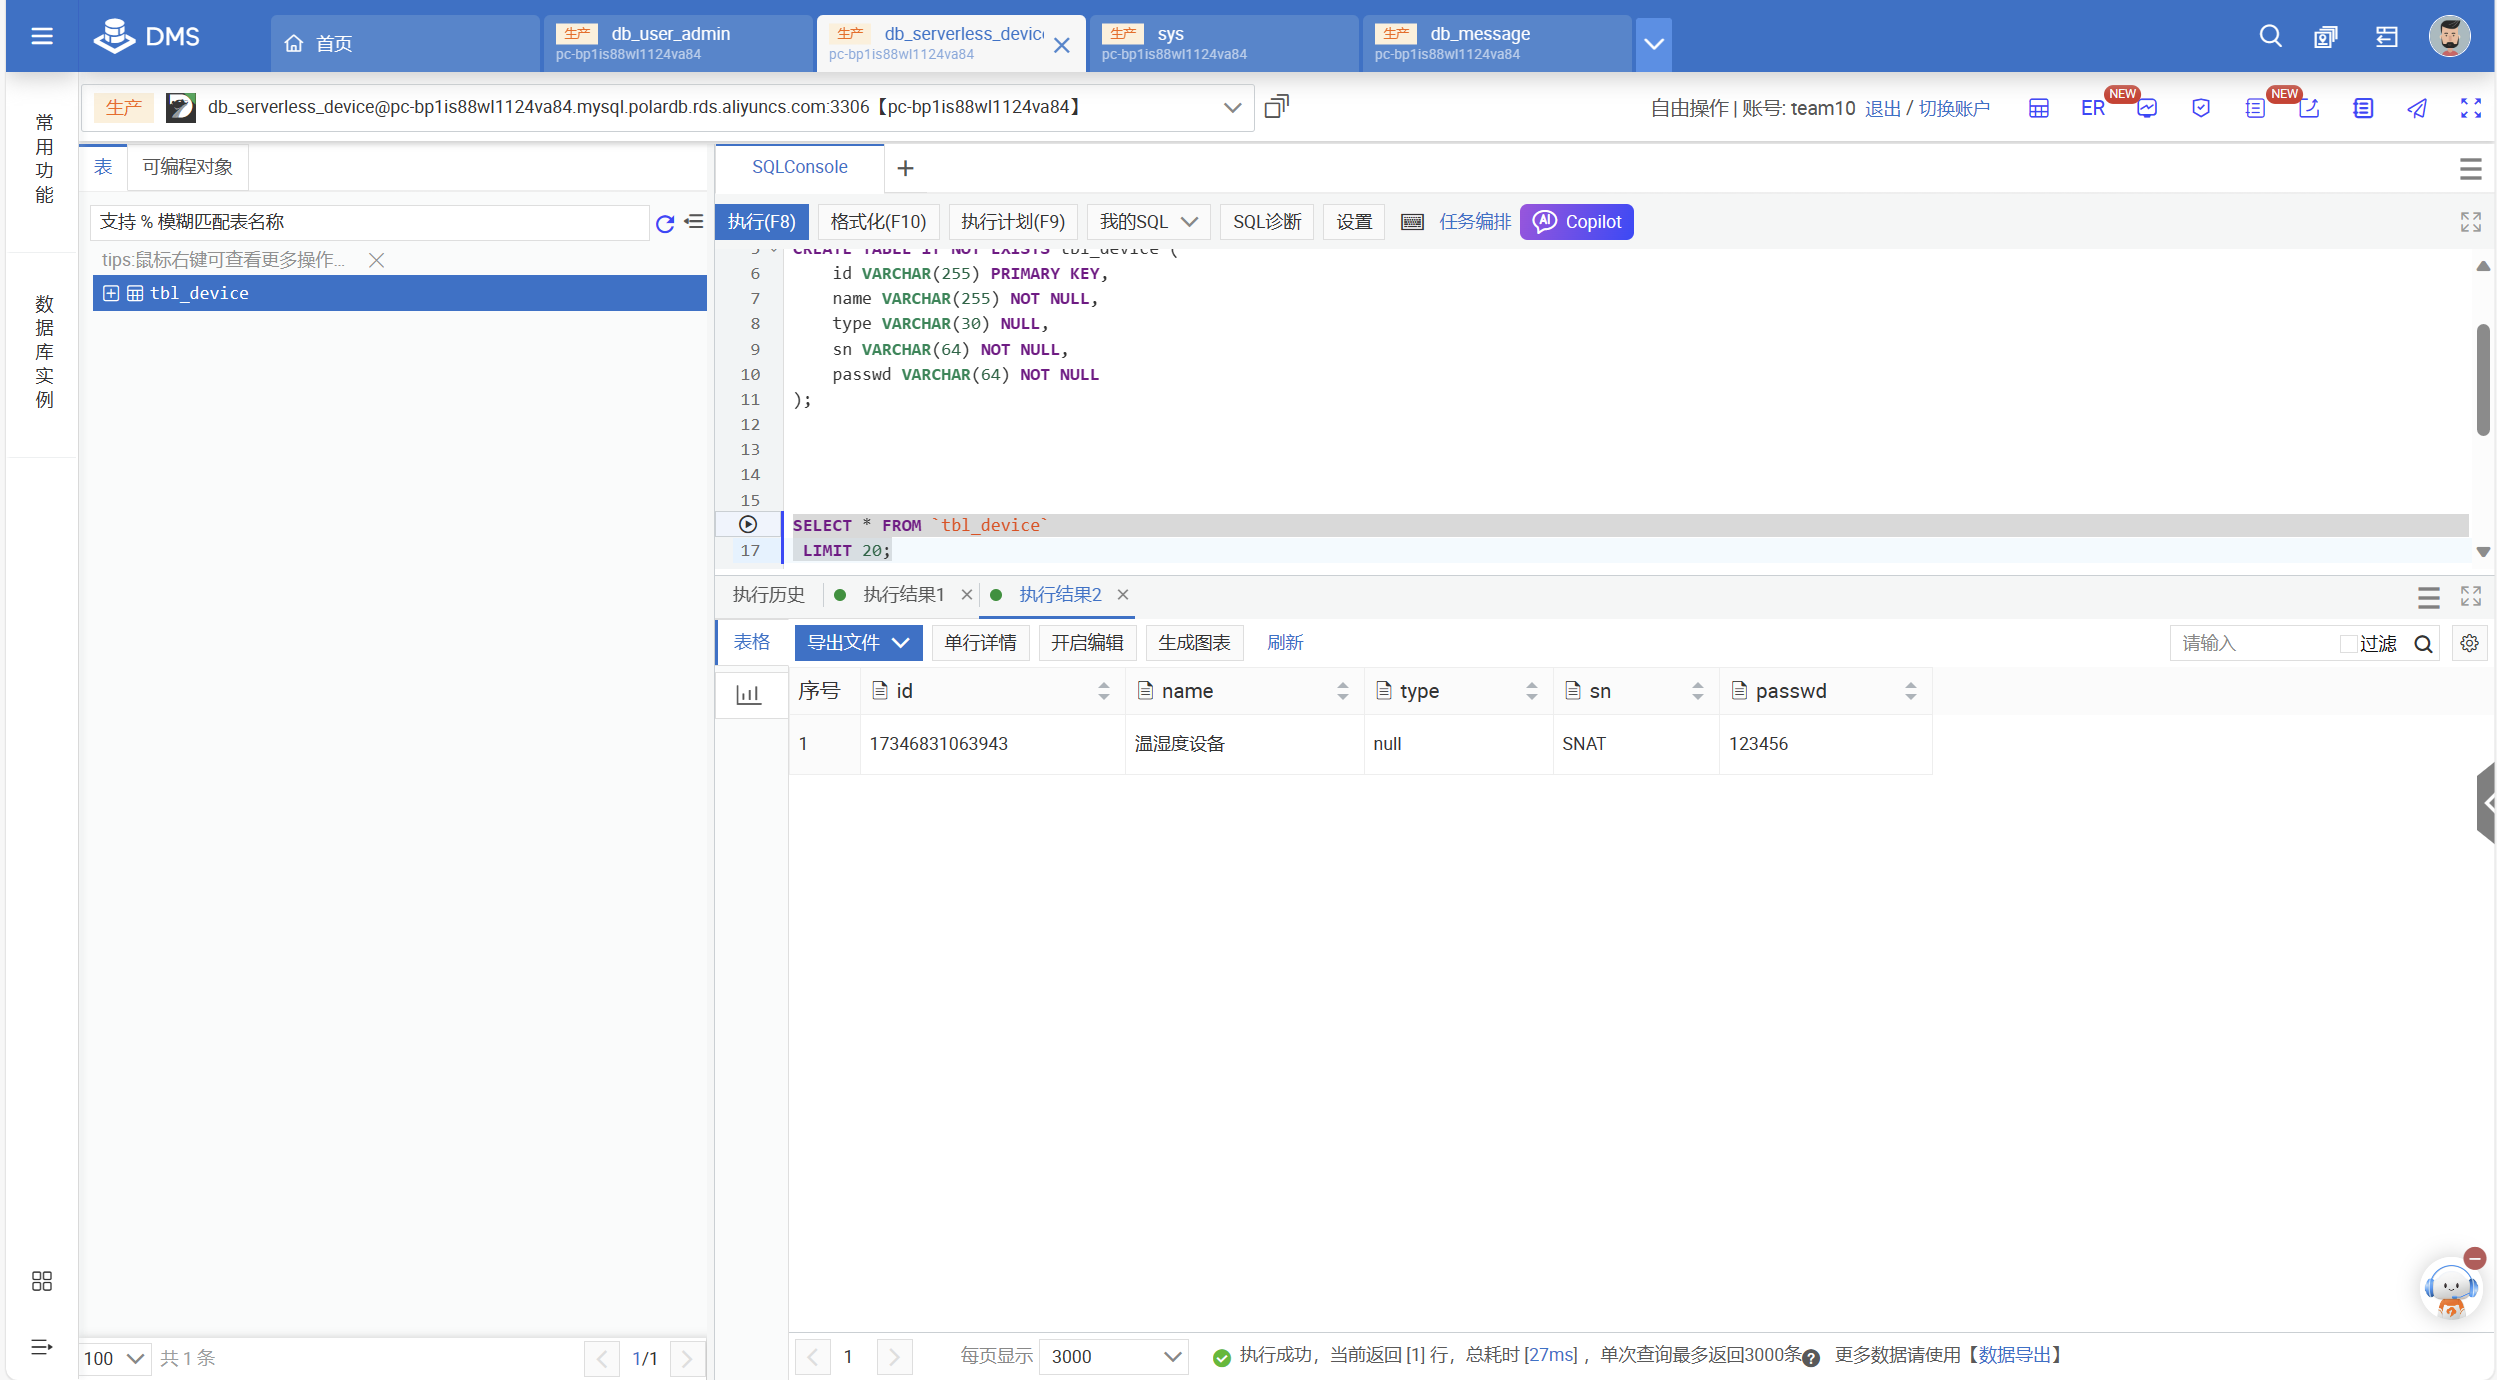 DMS
首页
生产 db_user_admin
pc-bp1is88wl1124va84
生产 db_serverless_device
pc-bp1is88wl1124va84
生产 sys
pc-bp1is88wl1124va84
生产 db_message
pc-bp1is88wl1124va84
生产 db_serverless_device@pc-bp1is88wl1124va84.mysql.polardb.rds.aliyuncs.com:3306【pc-bp1is88wl1124va84】
自由操作 | 账号: team10 退出 / 切换账户
ER NEW NEW
常用功能
数据库实例
表 可编程对象
支持 % 模糊匹配表名称
tips:鼠标右键可查看更多操作...
tbl_device
100 共 1 条 1/1
SQLConsole
执行(F8) 格式化(F10) 执行计划(F9) 我的SQL SQL诊断 设置 任务编排 AI Copilot
5 CREATE TABLE IF NOT EXISTS tbl_device (
6 id VARCHAR(255) PRIMARY KEY,
7 name VARCHAR(255) NOT NULL,
8 type VARCHAR(30) NULL,
9 sn VARCHAR(64) NOT NULL,
10 passwd VARCHAR(64) NOT NULL
11 );
12
13
14
15
SELECT * FROM `tbl_device`
17 LIMIT 20;
执行历史 执行结果1 执行结果2
表格 导出文件 单行详情 开启编辑 生成图表 刷新 请输入 过滤
序号 id name type sn passwd
1 17346831063943 温湿度设备 null SNAT 123456
1 每页显示 3000 执行成功，当前返回 [1] 行，总耗时 [27ms] ，单次查询最多返回3000条 更多数据请使用【数据导出】